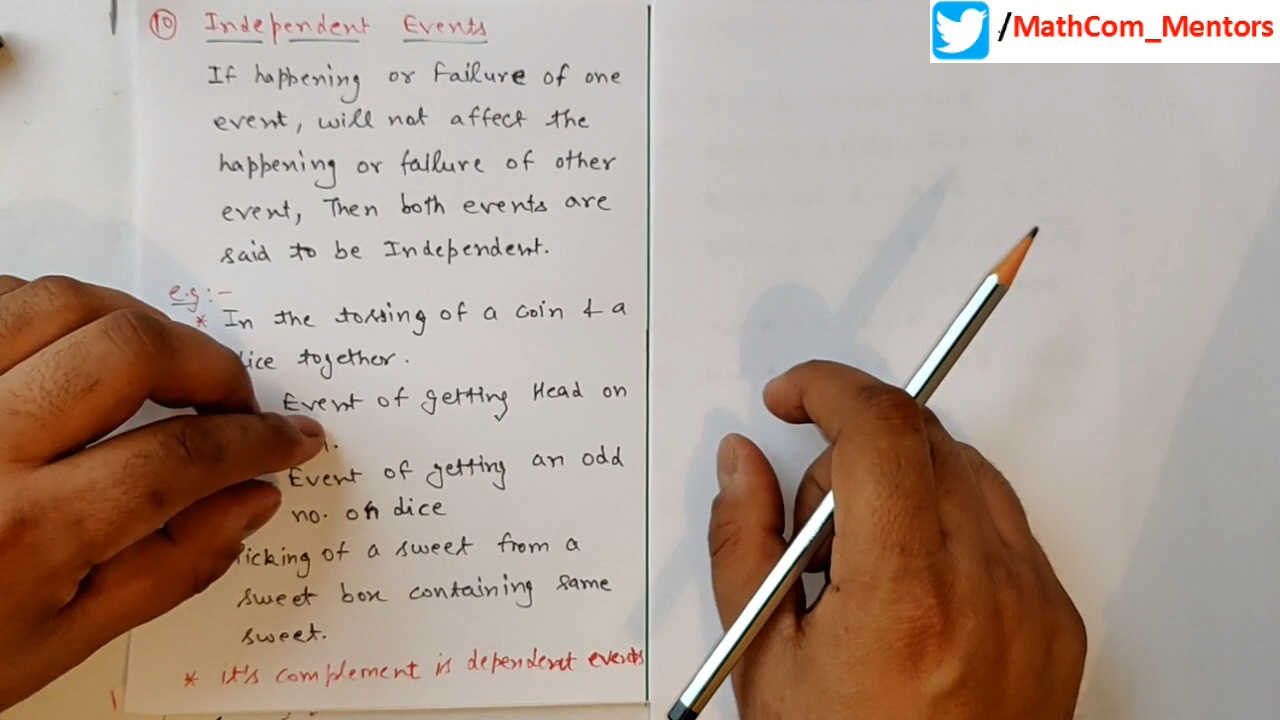 /MathCom_Mentors
10 Independent Events
If happening or failure of one
event, will not affect the
happening or failure of other
event, Then both events are
said to be Independent.
e.g:-
* In the tossing of a coin & a
dice together.
Event of getting Head on
Event of getting an odd
no. on dice
Picking of a sweet from a
sweet box containing same
sweet.
* it's complement is dependent events